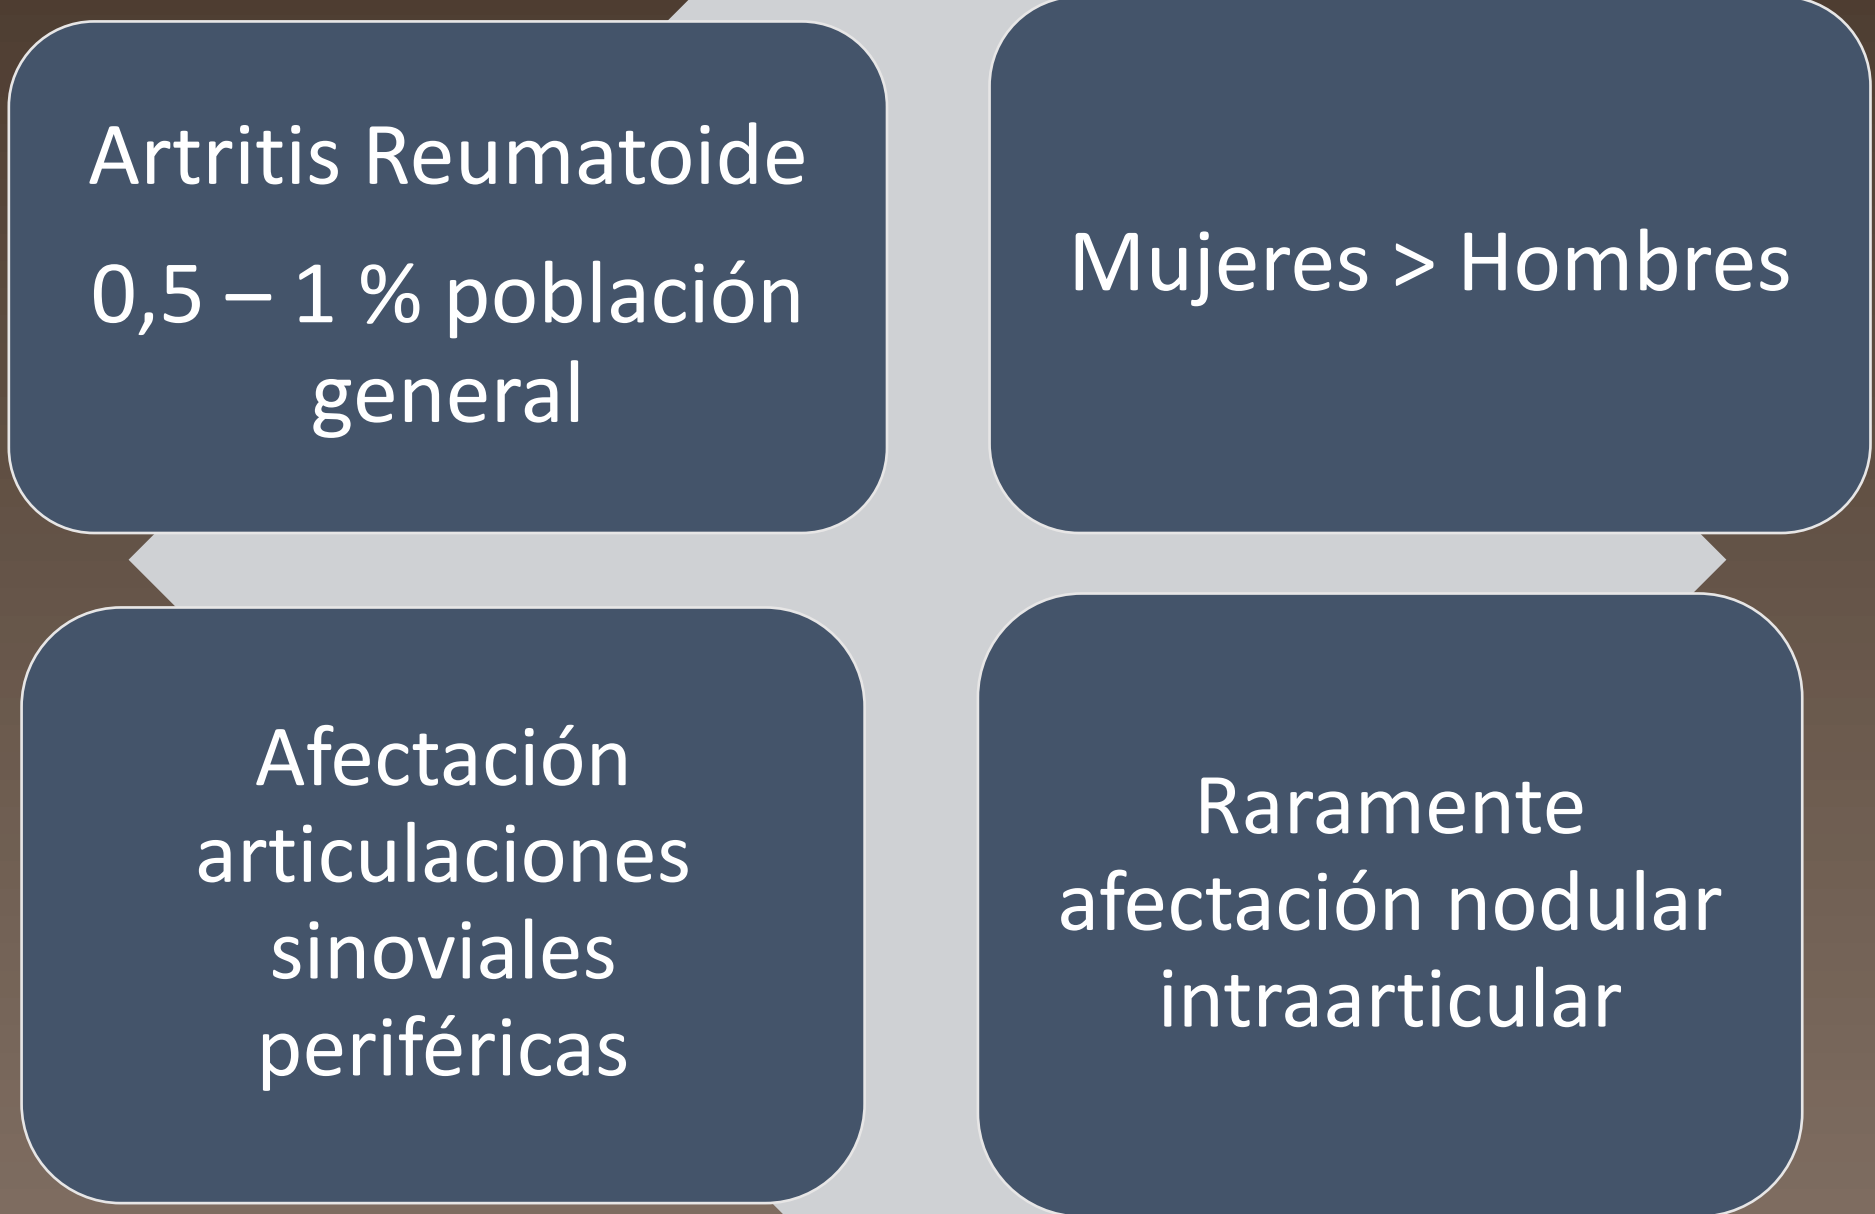 Artritis Reumatoide
0,5 – 1 % población
general
Mujeres > Hombres
Afectación
articulaciones
sinoviales
periféricas
Raramente
afectación nodular
intraarticular